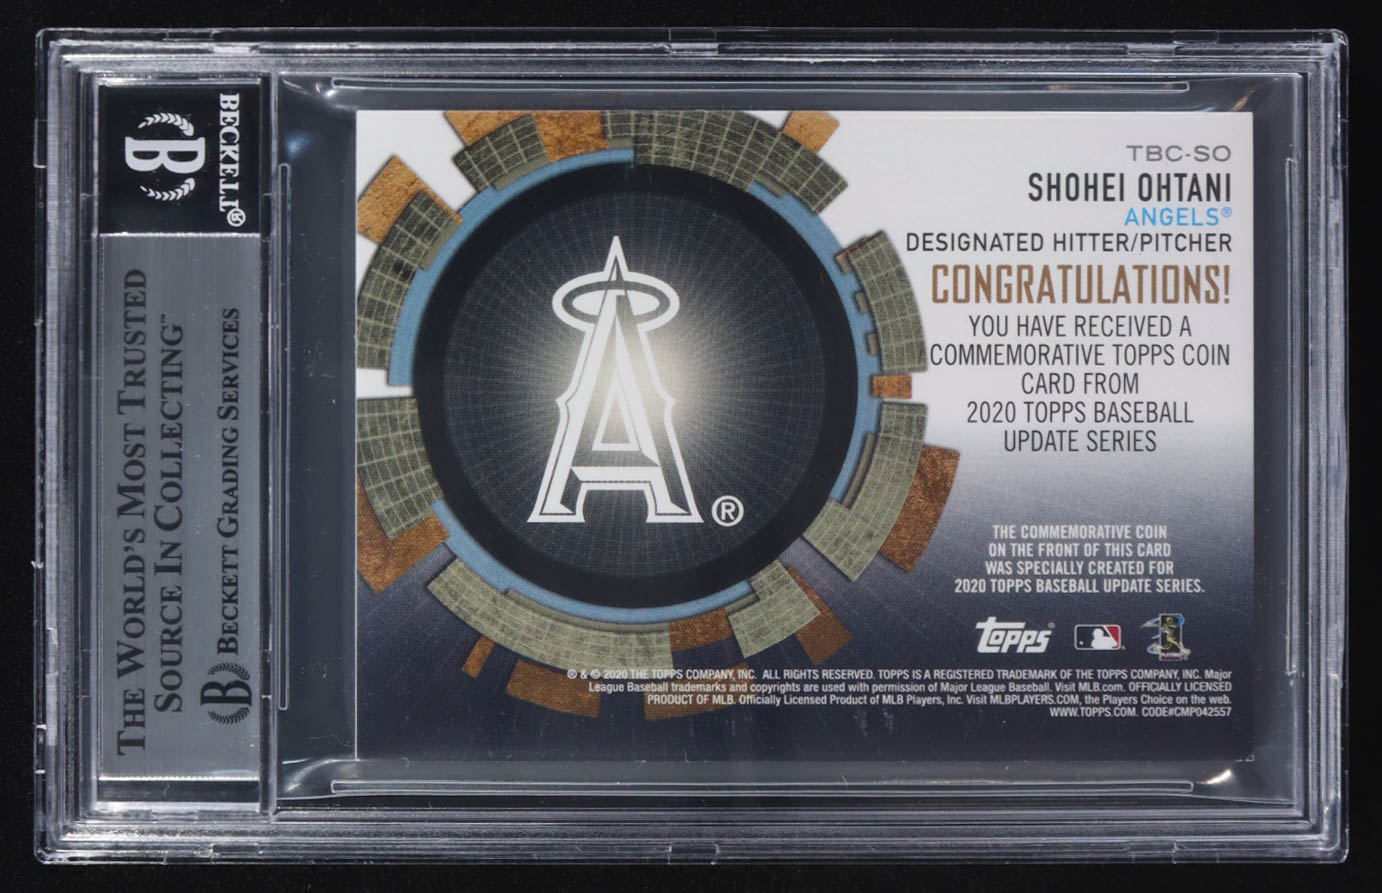 BECKETT®
B
THE WORLD'S MOST TRUSTED
SOURCE IN COLLECTING™
B BECKETT GRADING SERVICES
A®
TBC-SO
SHOHEI OHTANI
ANGELS®
DESIGNATED HITTER/PITCHER
CONGRATULATIONS!
YOU HAVE RECEIVED A
COMMEMORATIVE TOPPS COIN
CARD FROM
2020 TOPPS BASEBALL
UPDATE SERIES
THE COMMEMORATIVE COIN
ON THE FRONT OF THIS CARD
WAS SPECIALLY CREATED FOR
2020 TOPPS BASEBALL UPDATE SERIES.
Topps®
® & © 2020 THE TOPPS COMPANY, INC. ALL RIGHTS RESERVED. TOPPS IS A REGISTERED TRADEMARK OF THE TOPPS COMPANY, INC. Major
League Baseball trademarks and copyrights are used with permission of Major League Baseball. Visit MLB.com. OFFICIALLY LICENSED
PRODUCT OF MLB. Officially Licensed Product of MLB Players, Inc. Visit MLBPLAYERS.COM, the Players Choice on the web.
WWW.TOPPS.COM. CODE#CMP042557